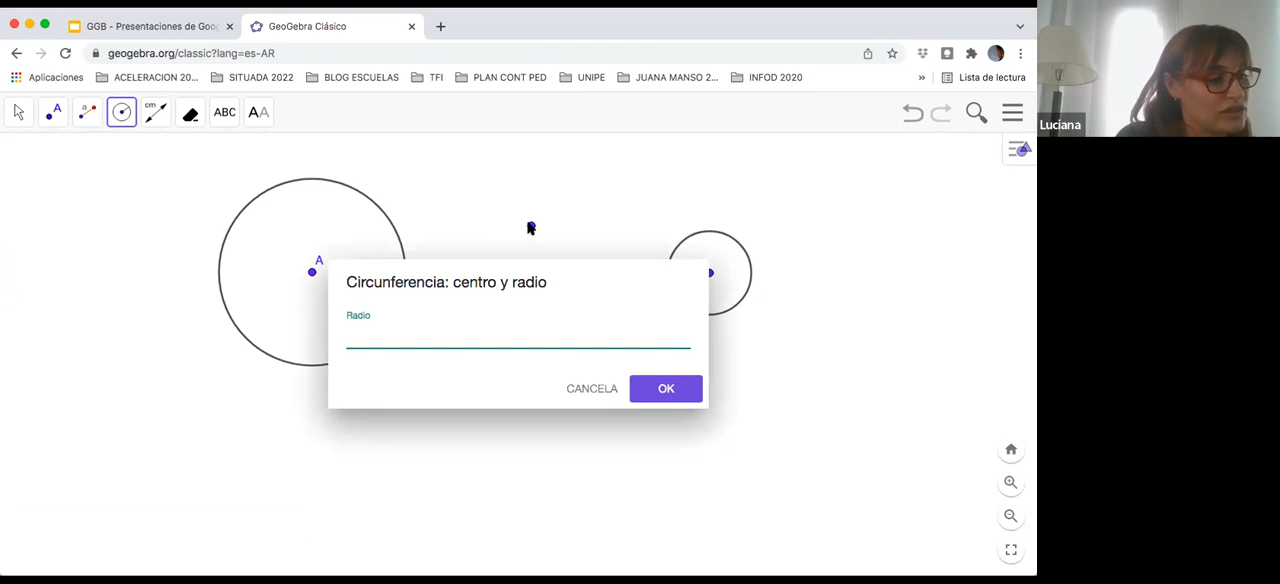 GGB - Presentaciones de Goo
GeoGebra Clásico
geogebra.org/classic?lang=es-AR
Aplicaciones
ACELERACION 20...
SITUADA 2022
BLOG ESCUELAS
TFI
PLAN CONT PED
UNIPE
JUANA MANSO 2...
INFOD 2020
»
Lista de lectura
A
a
cm
ABC
AA
Luciana
A
Circunferencia: centro y radio
Radio
CANCELA
OK